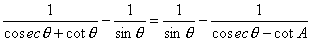 1/(cosec θ + cot θ) − 1/sin θ = 1/sin θ − 1/(cosec θ − cot A)